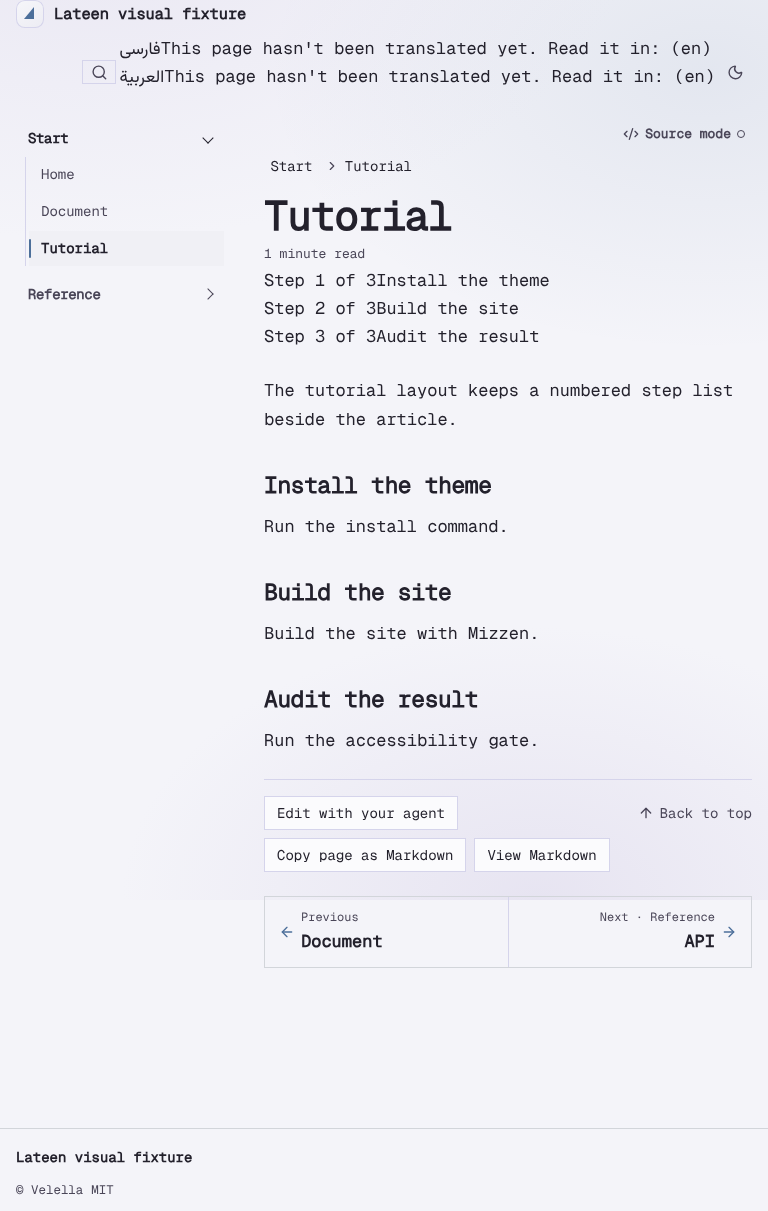 Lateen visual fixture
فارسیThis page hasn't been translated yet. Read it in: (en)
العربيةThis page hasn't been translated yet. Read it in: (en)
Source mode
Start
Home
Document
Tutorial
Reference
Start
Tutorial
Tutorial
1 minute read
Step 1 of 3Install the theme
Step 2 of 3Build the site
Step 3 of 3Audit the result
The tutorial layout keeps a numbered step list
beside the article.
Install the theme
Run the install command.
Build the site
Build the site with Mizzen.
Audit the result
Run the accessibility gate.
Edit with your agent
Back to top
Copy page as Markdown
View Markdown
Previous
Document
Next · Reference
API
Lateen visual fixture
© Velella MIT